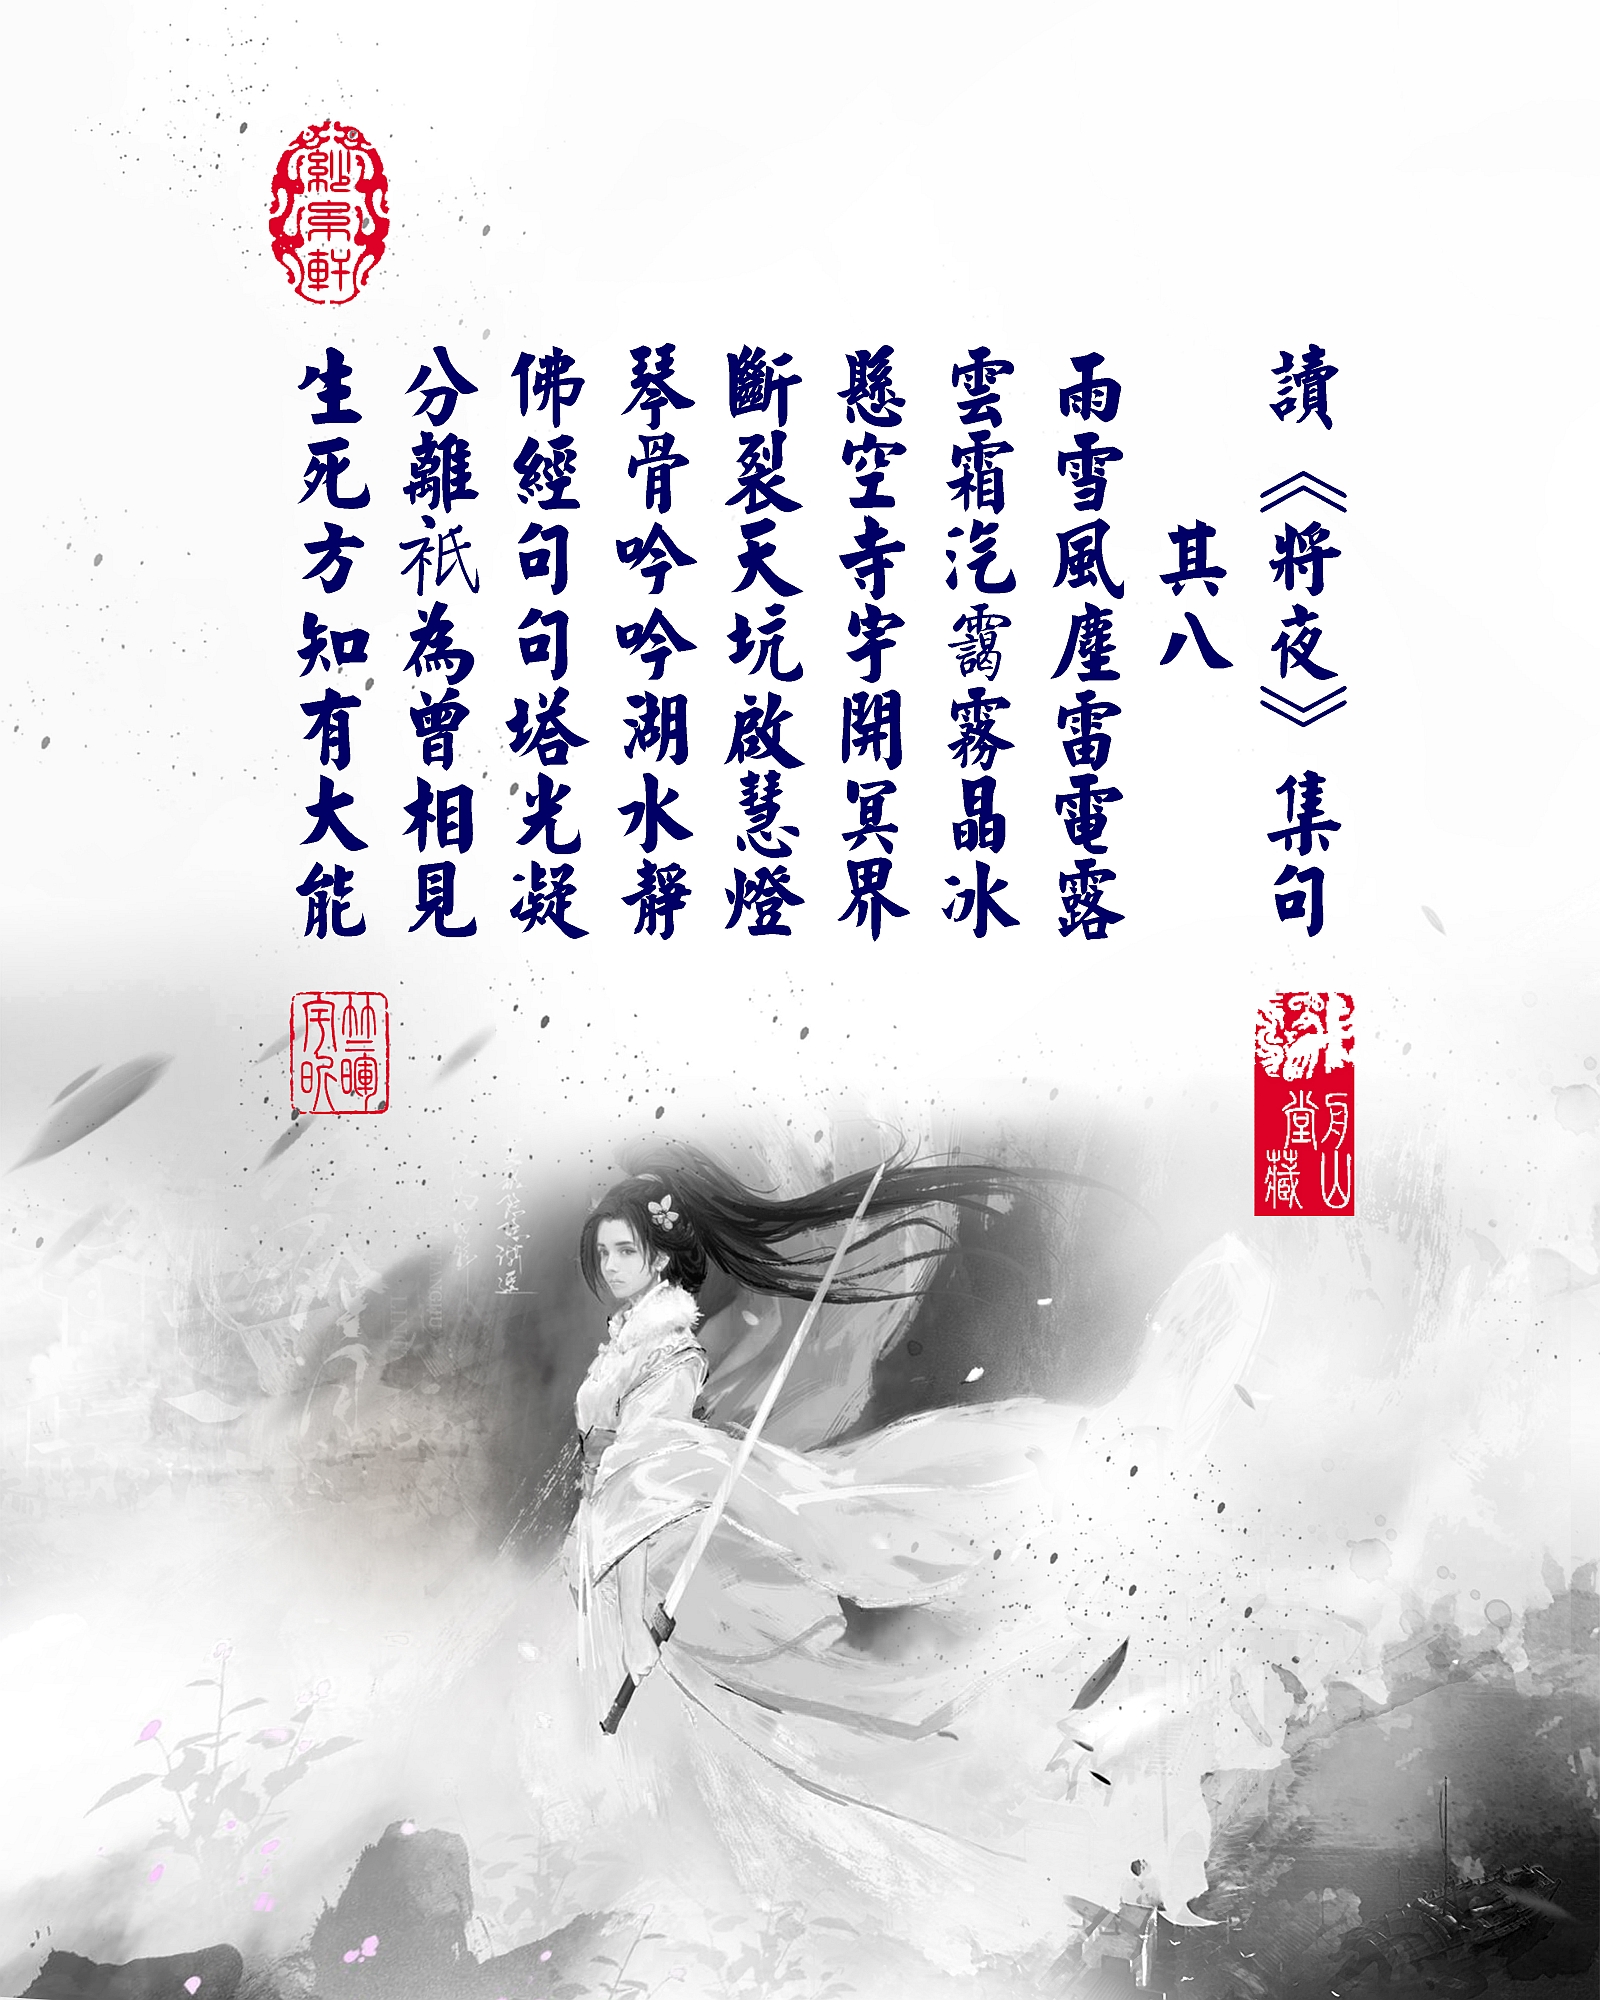 讀《將夜》集句
其八
雨雪風塵雷電露
雲霜汽靄霧晶冰
懸空寺宇開冥界
斷裂天坑啟慧燈
琴骨吟吟湖水靜
佛經句句塔光凝
分離祇為曾相見
生死方知有大能